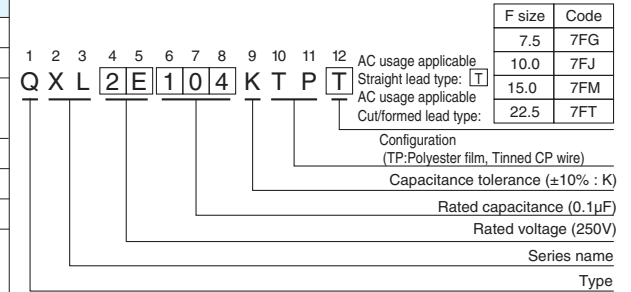 1 2 3 4 5 6 7 8 9 10 11 12
Q X L 2 E 1 0 4 K T P T
AC usage applicable
Straight lead type: T
AC usage applicable
Cut/formed lead type:
F size Code
7.5 7FG
10.0 7FJ
15.0 7FM
22.5 7FT
Configuration
(TP:Polyester film, Tinned CP wire)
Capacitance tolerance (±10% : K)
Rated capacitance (0.1µF)
Rated voltage (250V)
Series name
Type